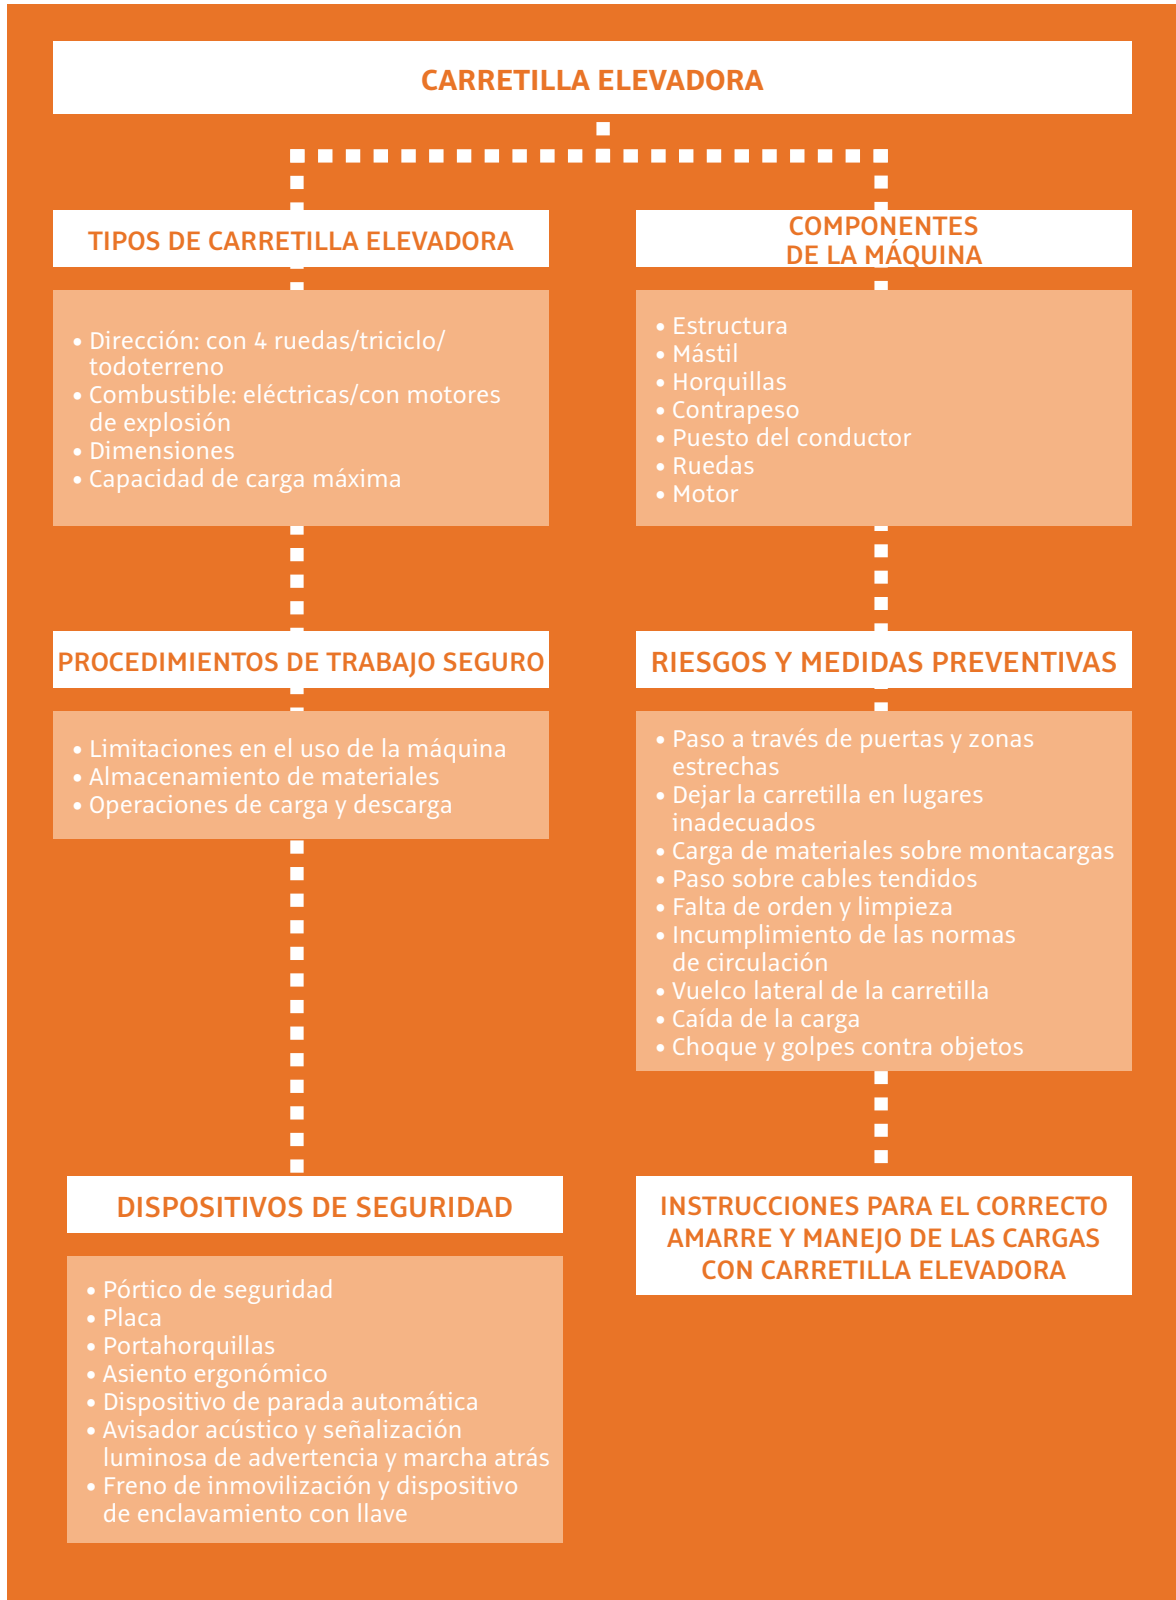 CARRETILLA ELEVADORA
TIPOS DE CARRETILLA ELEVADORA
• Dirección: con 4 ruedas/triciclo/
todoterreno
• Combustible: eléctricas/con motores
de explosión
• Dimensiones
• Capacidad de carga máxima
COMPONENTES
DE LA MÁQUINA
• Estructura
• Mástil
• Horquillas
• Contrapeso
• Puesto del conductor
• Ruedas
• Motor
PROCEDIMIENTOS DE TRABAJO SEGURO
• Limitaciones en el uso de la máquina
• Almacenamiento de materiales
• Operaciones de carga y descarga
RIESGOS Y MEDIDAS PREVENTIVAS
• Paso a través de puertas y zonas
estrechas
• Dejar la carretilla en lugares
inadecuados
• Carga de materiales sobre montacargas
• Paso sobre cables tendidos
• Falta de orden y limpieza
• Incumplimiento de las normas
de circulación
• Vuelco lateral de la carretilla
• Caída de la carga
• Choque y golpes contra objetos
DISPOSITIVOS DE SEGURIDAD
• Pórtico de seguridad
• Placa
• Portahorquillas
• Asiento ergonómico
• Dispositivo de parada automática
• Avisador acústico y señalización
luminosa de advertencia y marcha atrás
• Freno de inmovilización y dispositivo
de enclavamiento con llave
INSTRUCCIONES PARA EL CORRECTO
AMARRE Y MANEJO DE LAS CARGAS
CON CARRETILLA ELEVADORA